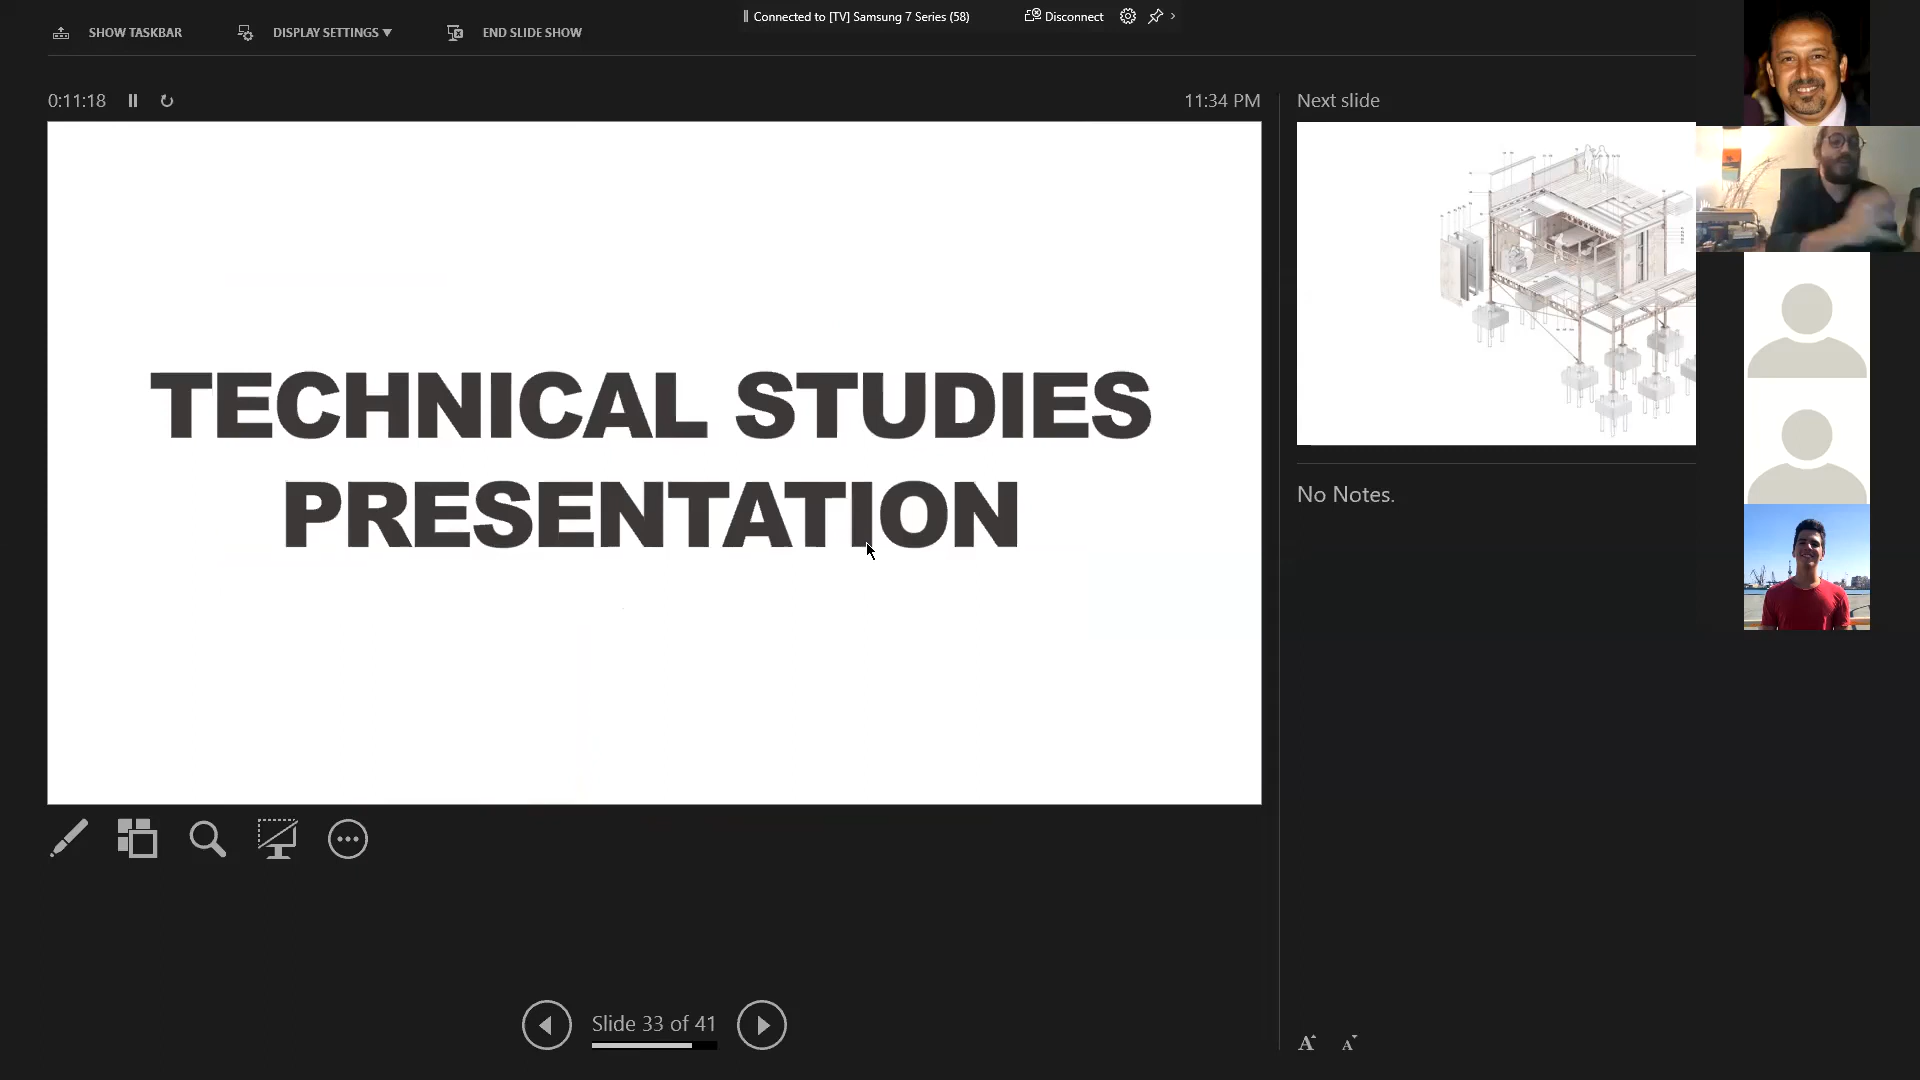 Connected to [TV] Samsung 7 Series (58)
Disconnect
SHOW TASKBAR
DISPLAY SETTINGS ▼
END SLIDE SHOW
0:11:18
11:34 PM
Next slide
TECHNICAL STUDIES
PRESENTATION
No Notes.
Slide 33 of 41
A
A